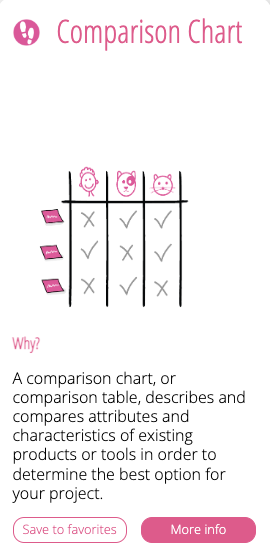 Comparison Chart
Why?
A comparison chart, or
comparison table, describes and
compares attributes and
characteristics of existing
products or tools in order to
determine the best option for
your project.
Save to favorites
More info